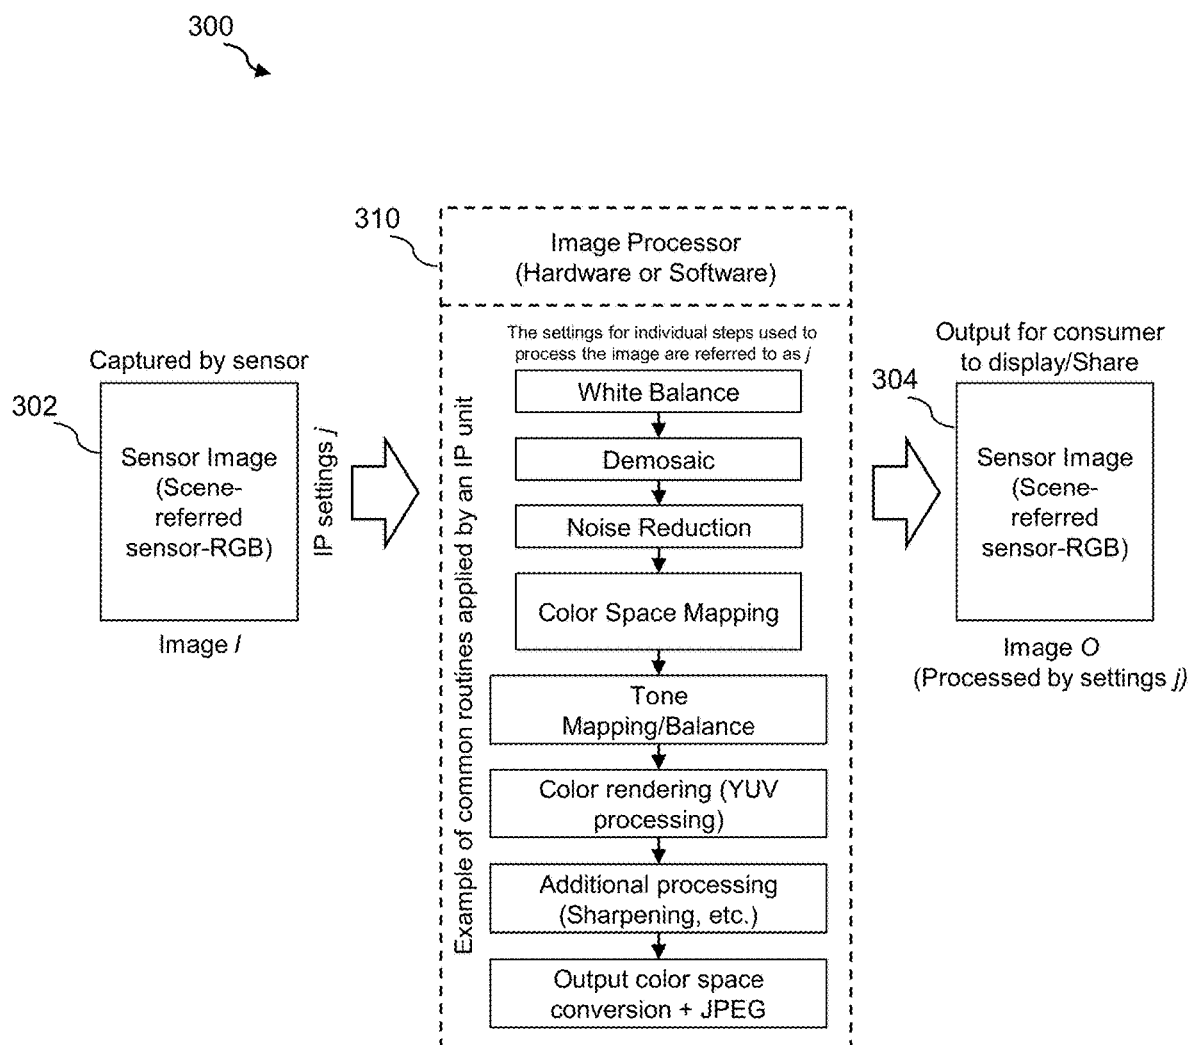 300
310
Image Processor
(Hardware or Software)
The settings for individual steps used to
process the image are referred to as j
Captured by sensor
302
Sensor Image
(Scene-
referred
sensor-RGB)
Image I
IP settings j
Example of common routines applied by an IP unit
White Balance
Demosaic
Noise Reduction
Color Space Mapping
Tone
Mapping/Balance
Color rendering (YUV
processing)
Additional processing
(Sharpening, etc.)
Output color space
conversion + JPEG
Output for consumer
to display/Share
304
Sensor Image
(Scene-
referred
sensor-RGB)
Image O
(Processed by settings j)